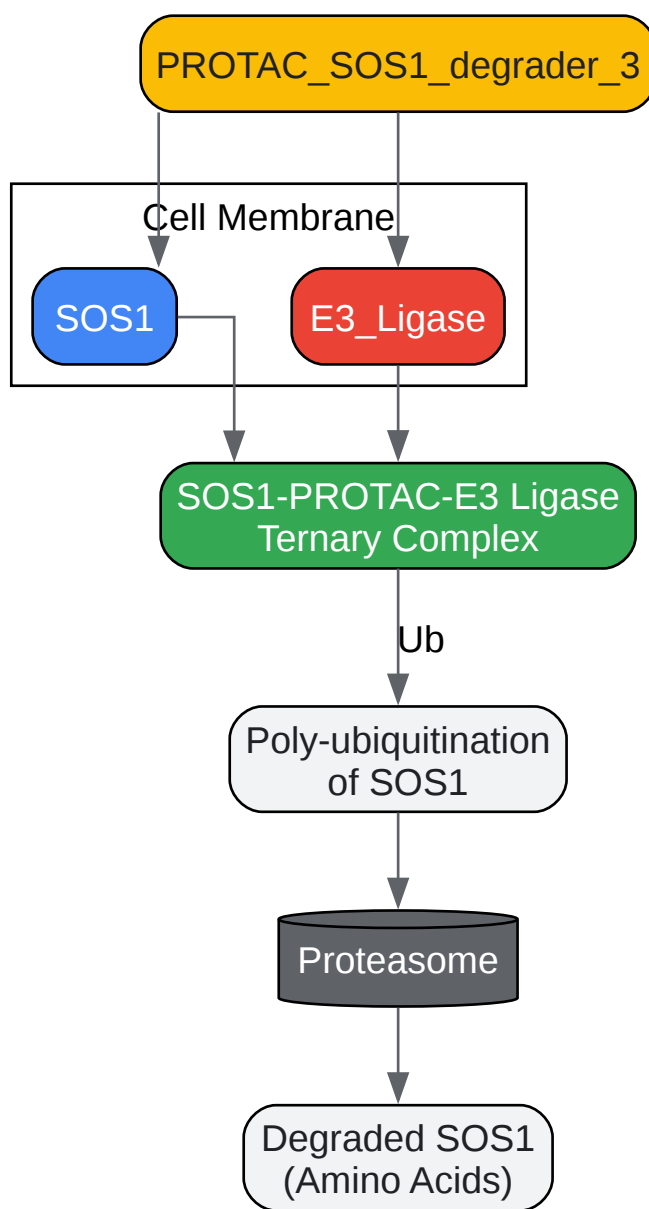 PROTAC_SOS1_degrader_3
Cell Membrane
SOS1
E3_Ligase
SOS1-PROTAC-E3 Ligase
Ternary Complex
Ub
Poly-ubiquitination
of SOS1
Proteasome
Degraded SOS1
(Amino Acids)